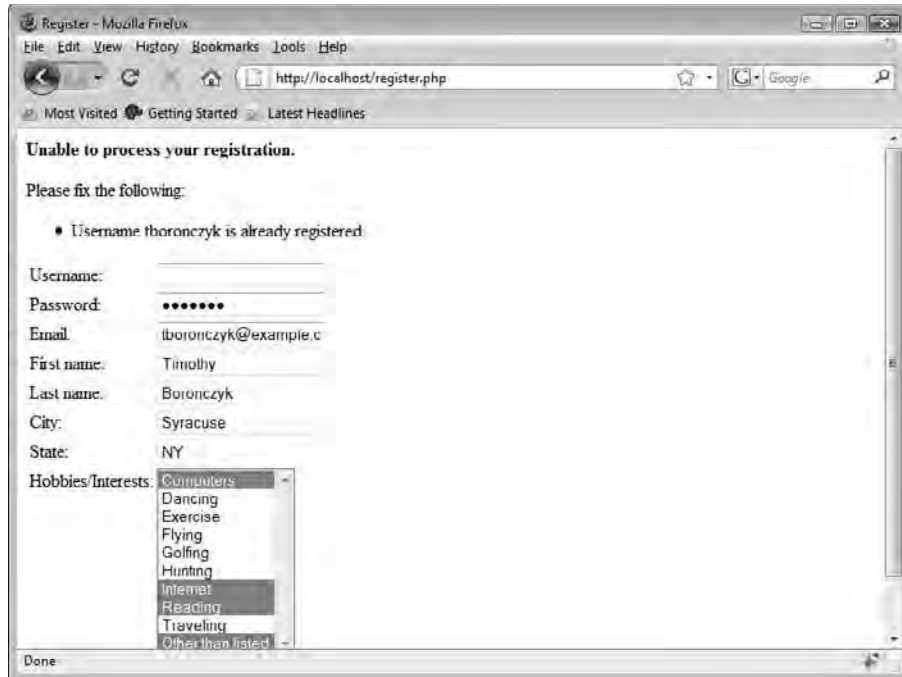 Register - Mozilla Firefox
File Edit View History Bookmarks Tools Help
http://localhost/register.php
G Google
Most Visited Getting Started Latest Headlines
Unable to process your registration.
Please fix the following:
• Username tboronczyk is already registered
Username:
Password:
•••••••
Email
tboronczyk@example.c
First name:
Timothy
Last name:
Boronczyk
City:
Syracuse
State:
NY
Hobbies/Interests:
Computers
Dancing
Exercise
Flying
Golfing
Hunting
Internet
Reading
Traveling
Other than listed
Done